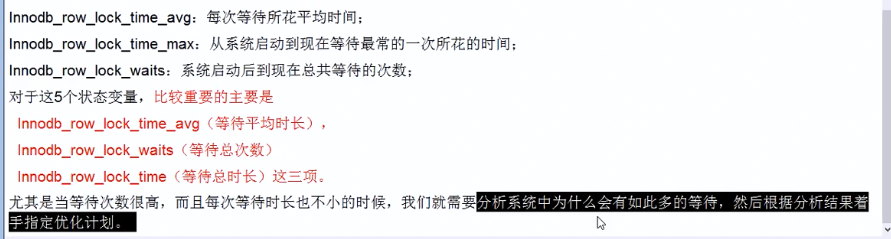 Innodb_row_lock_time_avg：每次等待所花平均时间；
Innodb_row_lock_time_max：从系统启动到现在等待最常的一次所花的时间；
Innodb_row_lock_waits：系统启动后到现在总共等待的次数；
对于这5个状态变量，比较重要的主要是
Innodb_row_lock_time_avg（等待平均时长），
Innodb_row_lock_waits（等待总次数）
Innodb_row_lock_time（等待总时长）这三项。
尤其是当等待次数很高，而且每次等待时长也不小的时候，我们就需要分析系统中为什么会有如此多的等待，然后根据分析结果着
手指定优化计划。